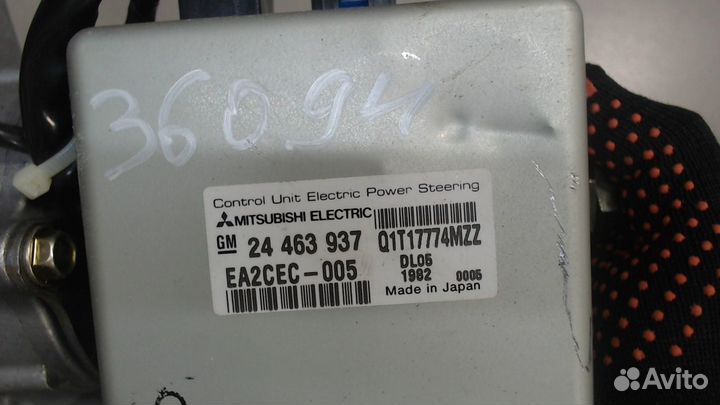 360 94
Control Unit Electric Power Steering
MITSUBISHI ELECTRIC
GM 24 463 937 Q1T17774MZZ
EA2CEC-005 DL05
1992 0005
Made in Japan
Avito